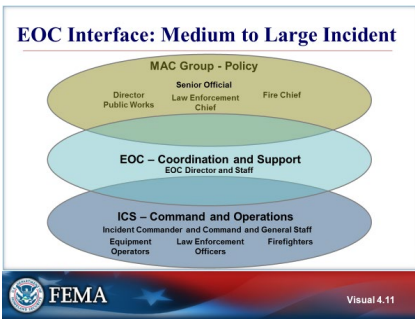 EOC Interface: Medium to Large Incident
MAC Group - Policy
Senior Official
Director
Public Works
Law Enforcement
Chief
Fire Chief
EOC – Coordination and Support
EOC Director and Staff
ICS – Command and Operations
Incident Commander and Command and General Staff
Equipment
Operators
Law Enforcement
Officers
Firefighters
FEMA
Visual 4.11